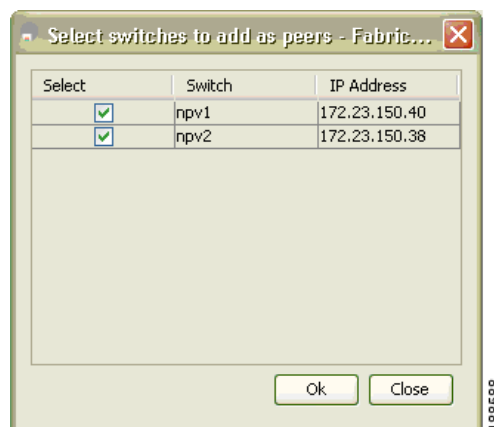 Select switches to add as peers - Fabric...
Select Switch IP Address
npv1 172.23.150.40
npv2 172.23.150.38
Ok Close